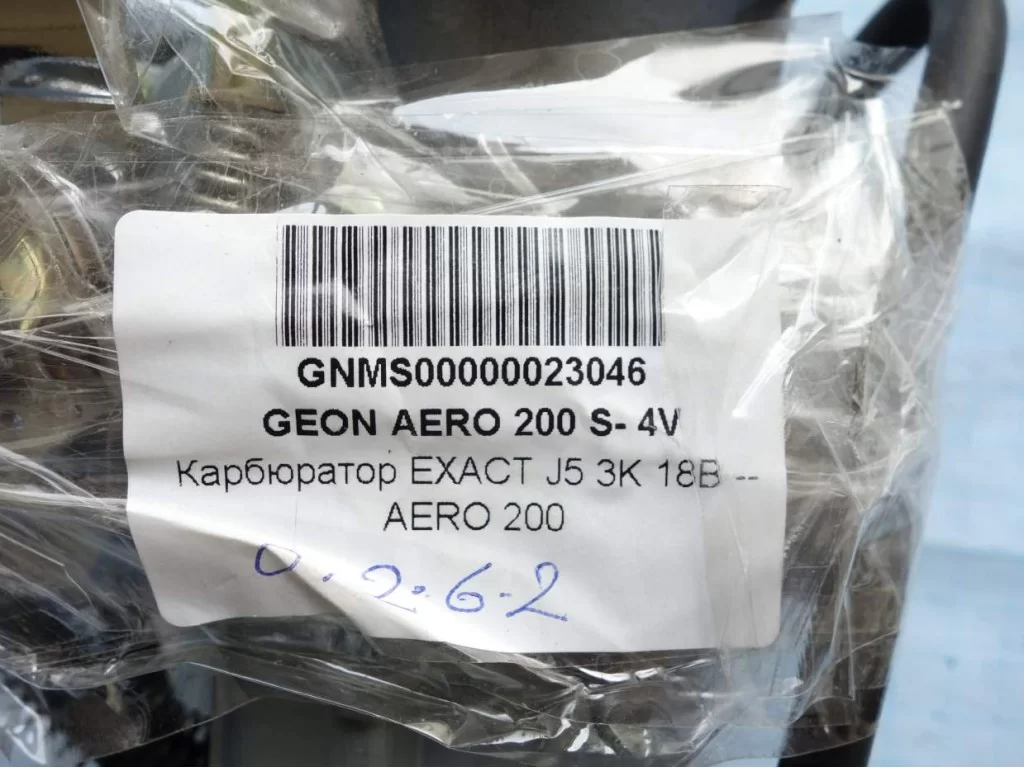 GNMS00000023046
GEON AERO 200 S- 4V
Карбюратор EXACT J5 3K 18B --
AERO 200
0.2.6-2